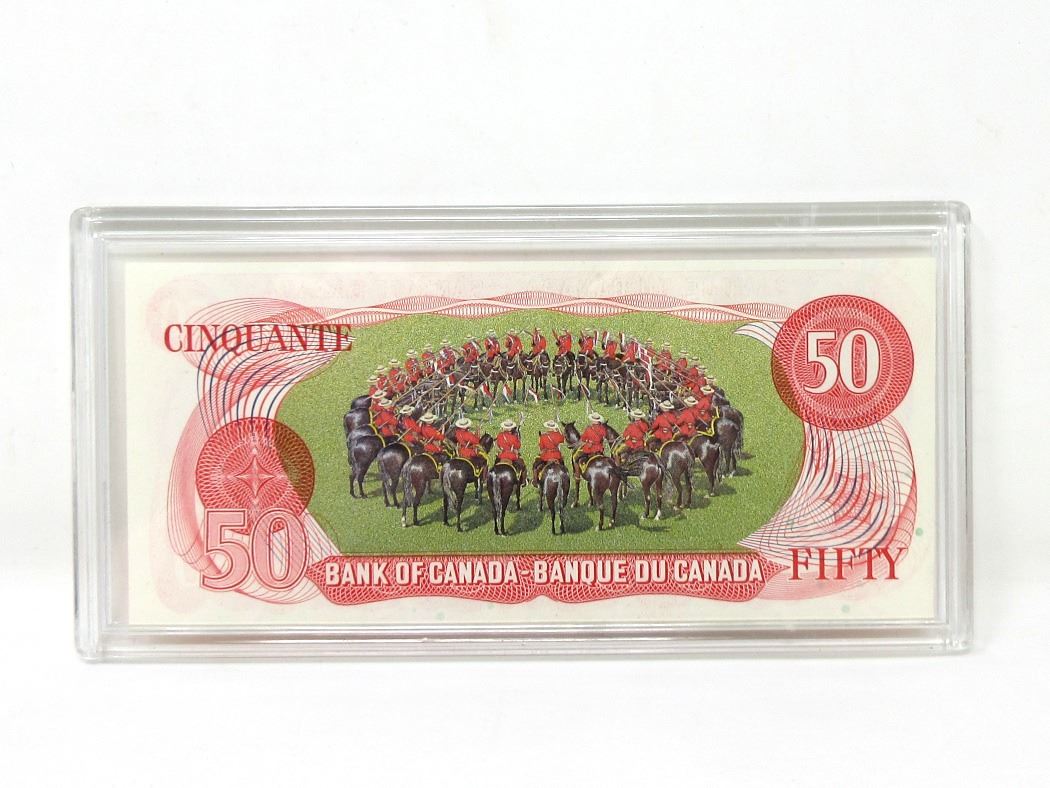 CINQUANTE
50
50
BANK OF CANADA-BANQUE DU CANADA
FIFTY